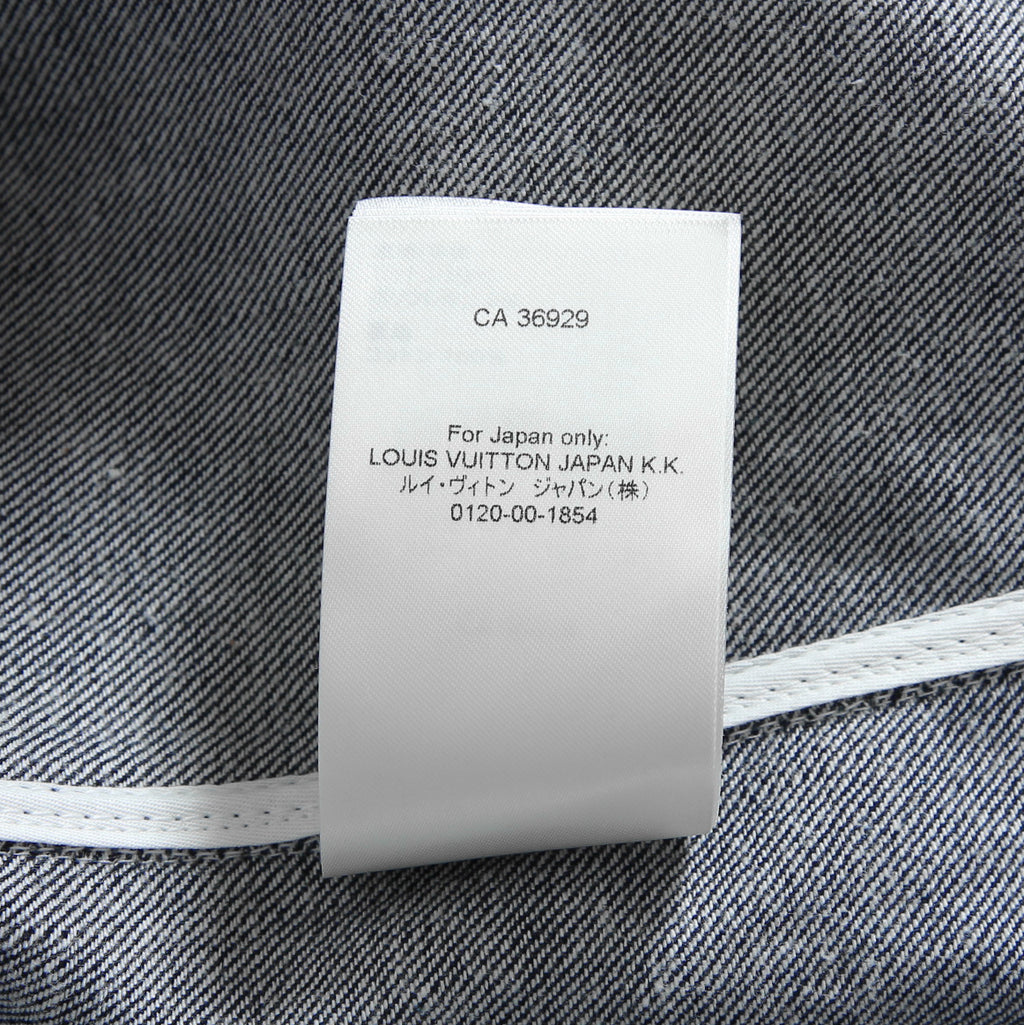 CA 36929
For Japan only:
LOUIS VUITTON JAPAN K.K.
ルイ・ヴィトン　ジャパン(株)
0120-00-1854